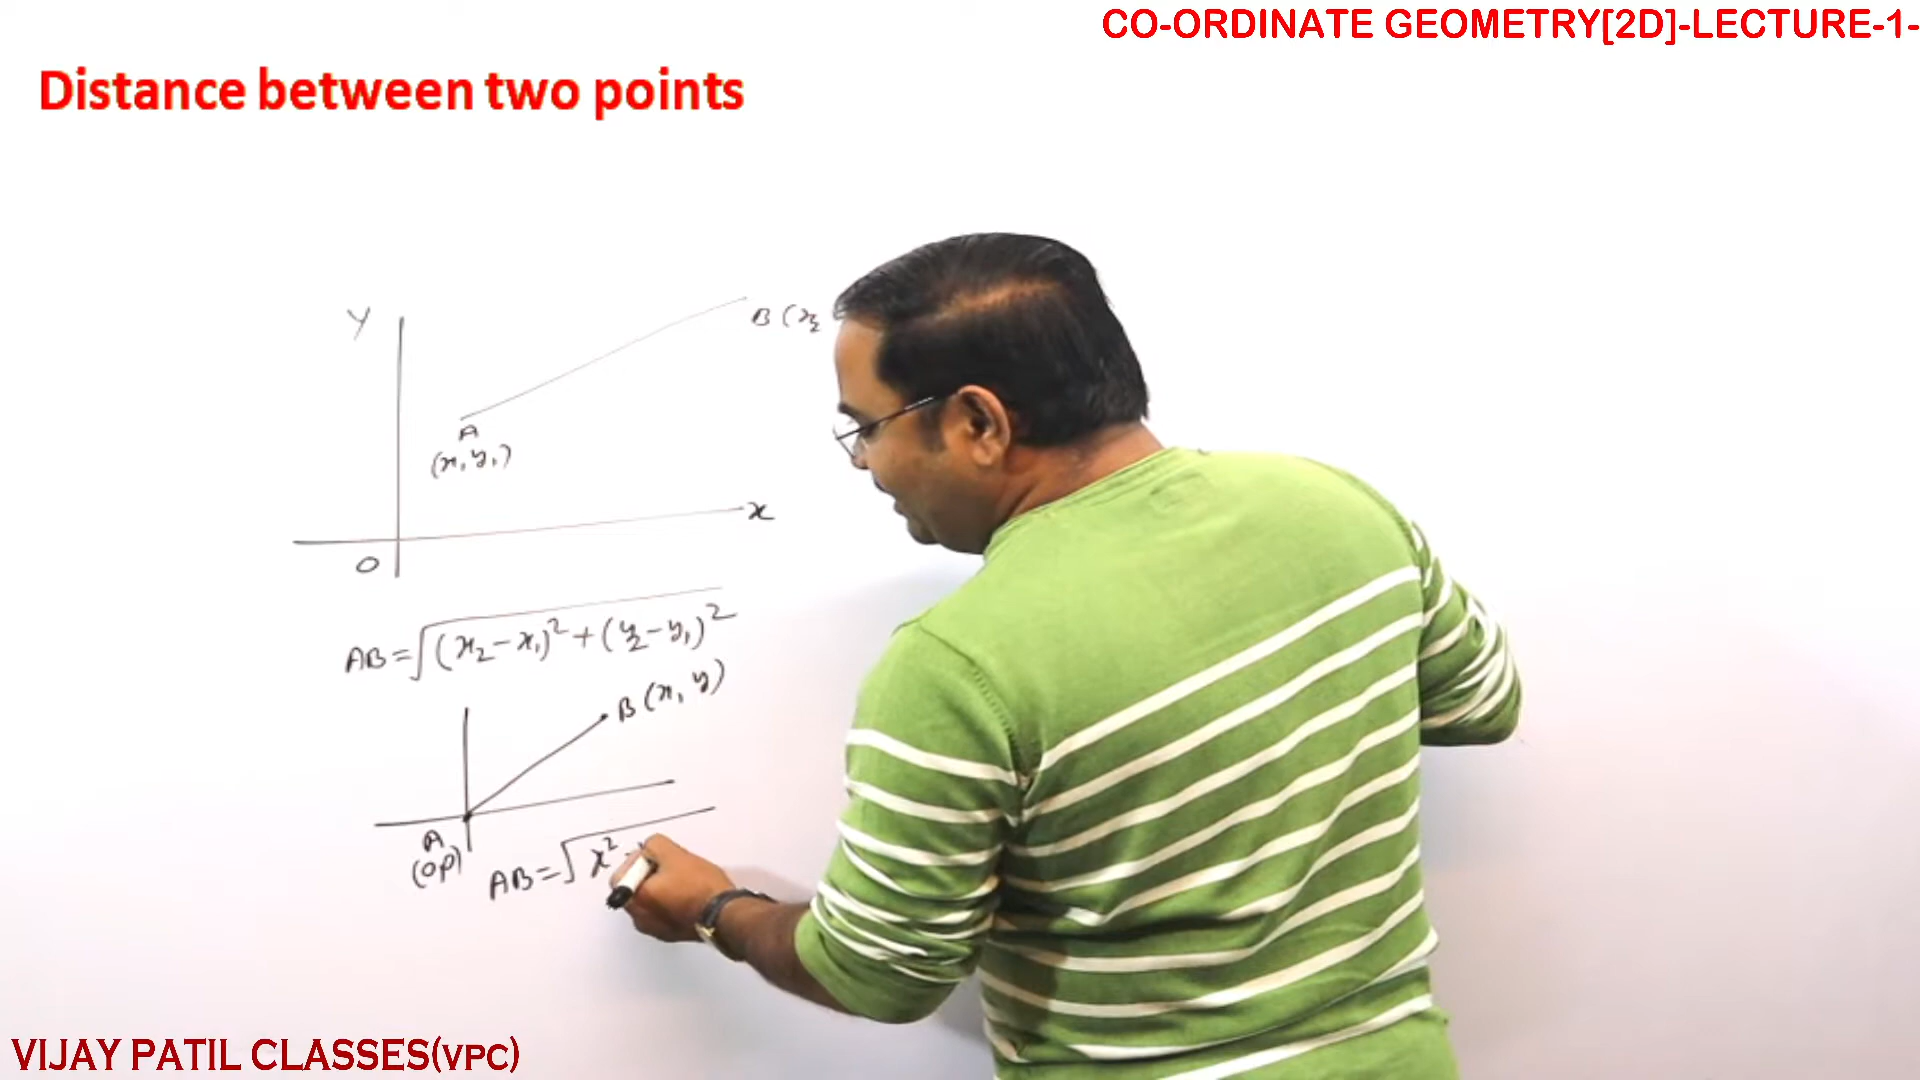 CO-ORDINATE GEOMETRY[2D]-LECTURE-1-
Distance between two points
Y
B (x₂
A
(x₁ y₁)
x
O
AB=√(x₂-x₁)²+(y₂-y₁)²
B (x, y)
A
(0,0)
AB=√x²
VIJAY PATIL CLASSES(VPC)